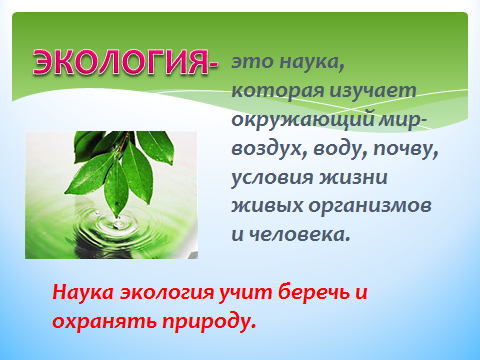 ЭКОЛОГИЯ-
это наука,
которая изучает
окружающий мир-
воздух, воду, почву,
условия жизни
живых организмов
и человека.
Наука экология учит беречь и
охранять природу.